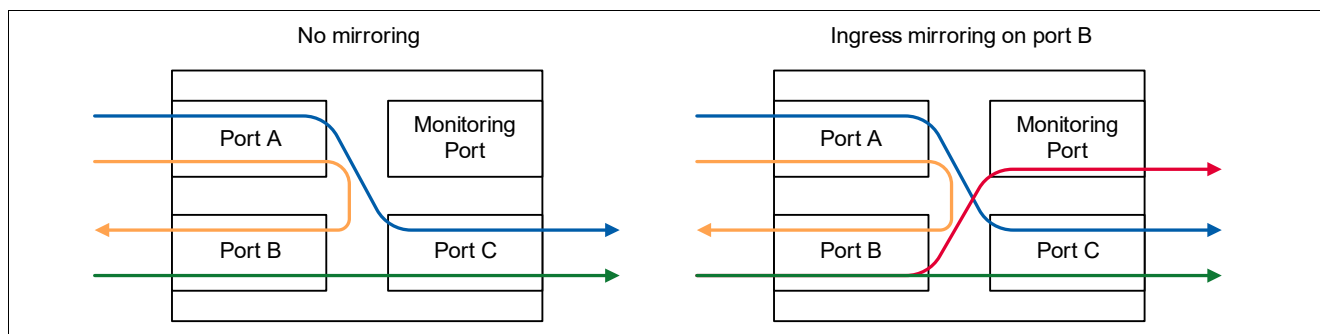 No mirroring
Port A
Monitoring
Port
Port B
Port C
Ingress mirroring on port B
Port A
Monitoring
Port
Port B
Port C